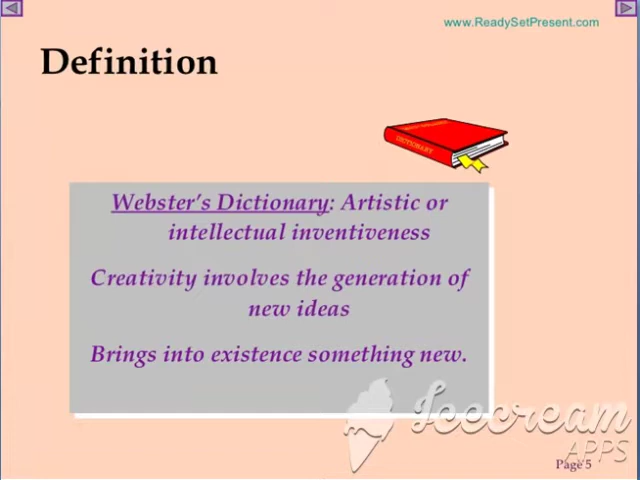 www.ReadySetPresent.com
Definition
DICTIONARY
Webster's Dictionary: Artistic or
intellectual inventiveness
Creativity involves the generation of
new ideas
Brings into existence something new.
Icecream
APPS
Page 5